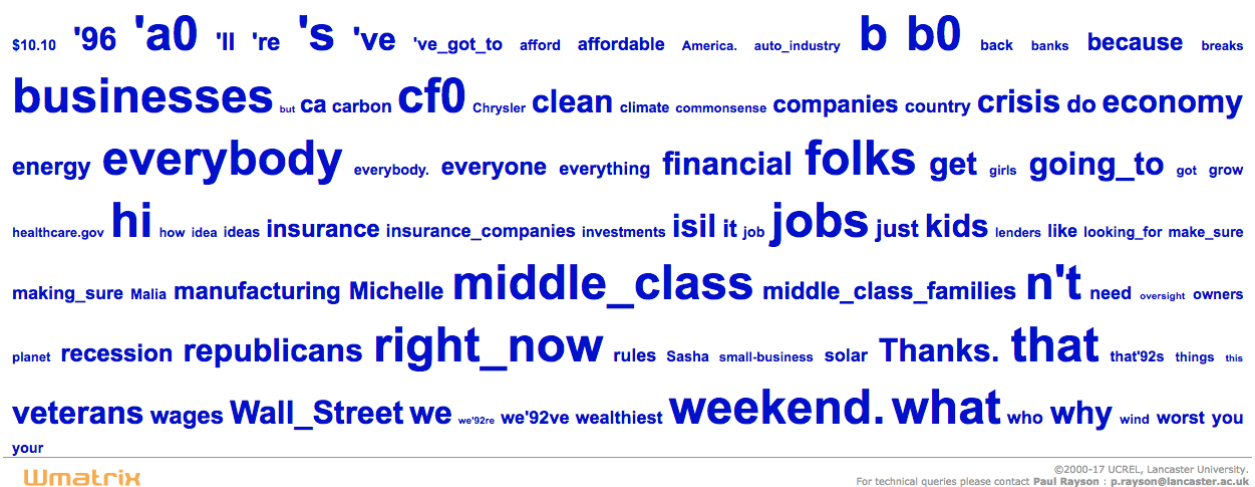 $10.10 '96 'a0 'll 're 's 've 've_got_to afford affordable America. auto_industry b b0 back banks because breaks
businesses but ca carbon cf0 Chrysler clean climate commonsense companies country crisis do economy
energy everybody everybody. everyone everything financial folks get girls going_to got grow
healthcare.gov hi how idea ideas insurance insurance_companies investments isil it job jobs just kids lenders like looking_for make_sure
making_sure Malia manufacturing Michelle middle_class middle_class_families n't need oversight owners
planet recession republicans right_now rules Sasha small-business solar Thanks. that that'92s things this
veterans wages Wall_Street we we'92re we'92ve wealthiest weekend. what who why wind worst you
your
Wmatrix
©2000-17 UCREL, Lancaster University.
For technical queries please contact Paul Rayson : p.rayson@lancaster.ac.uk